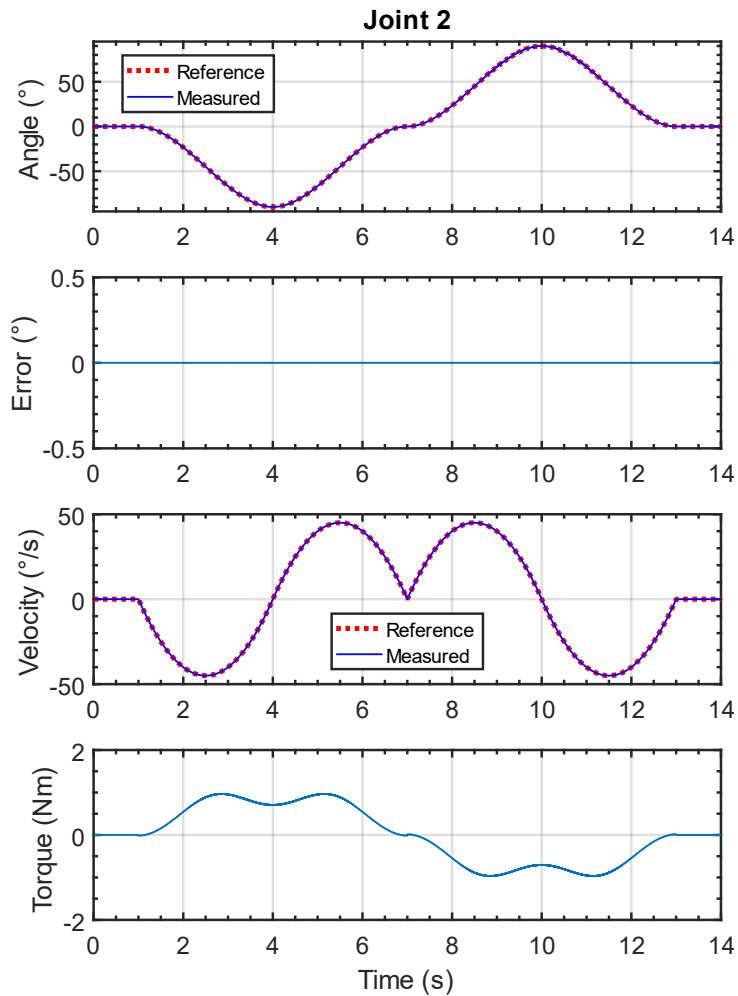 Joint 2
Angle (°)
50
0
-50
Reference
Measured
0 2 4 6 8 10 12 14
Error (°)
0.5
0
-0.5
0 2 4 6 8 10 12 14
Velocity (°/s)
50
0
-50
Reference
Measured
0 2 4 6 8 10 12 14
Torque (Nm)
2
0
-2
0 2 4 6 8 10 12 14
Time (s)